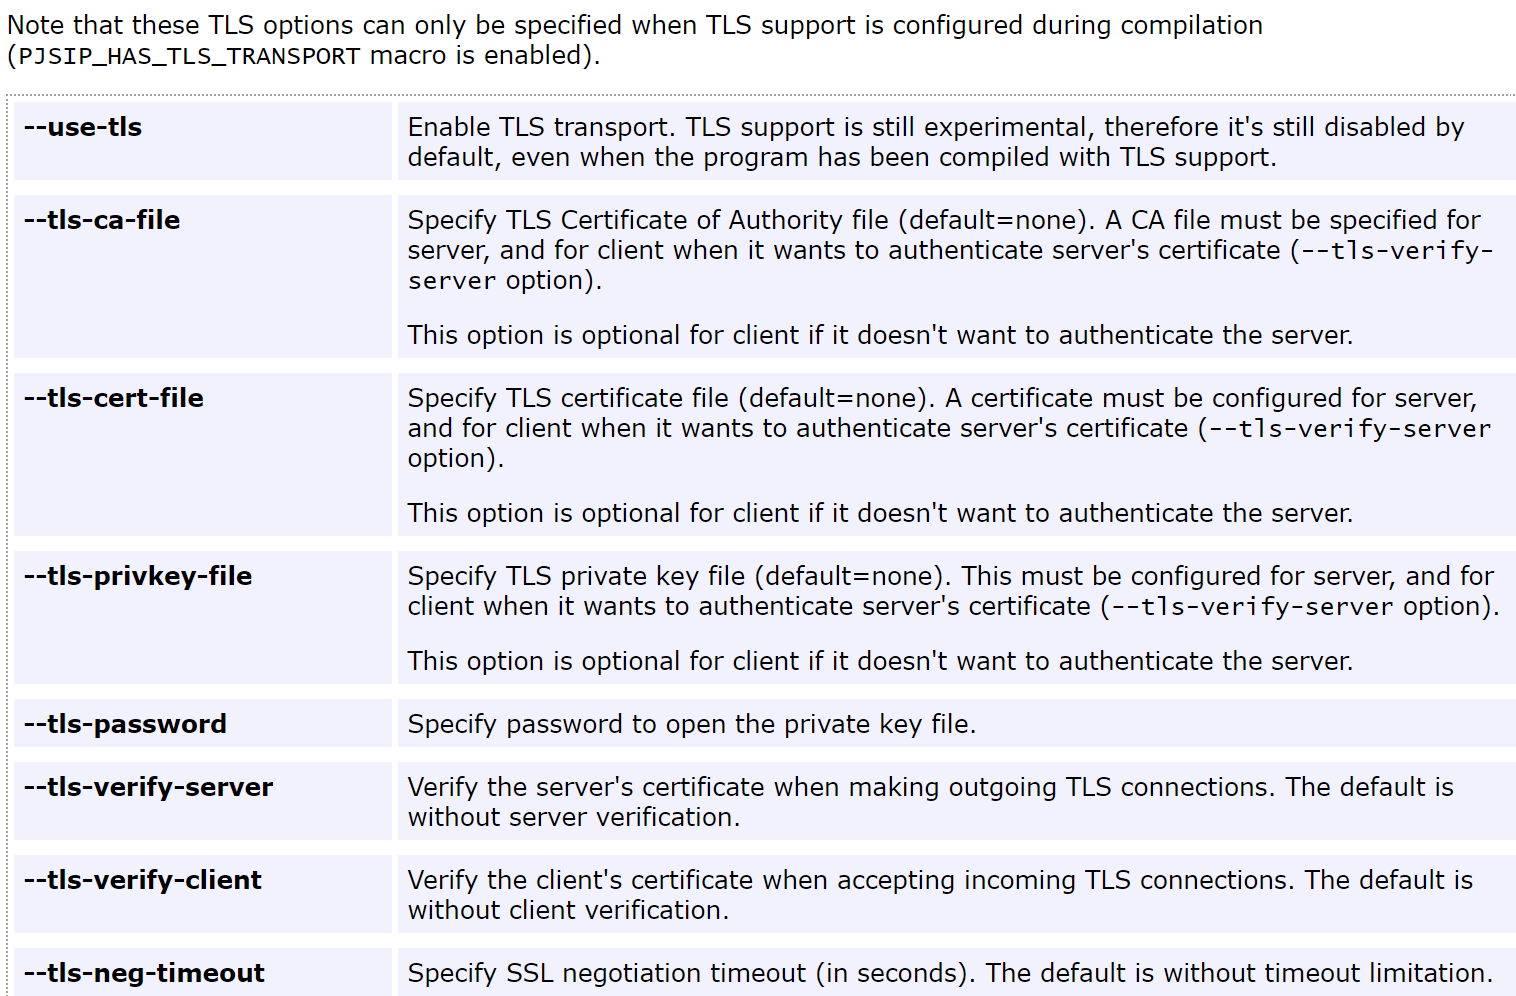 Note that these TLS options can only be specified when TLS support is configured during compilation
(PJSIP_HAS_TLS_TRANSPORT macro is enabled).
--use-tls
Enable TLS transport. TLS support is still experimental, therefore it's still disabled by
default, even when the program has been compiled with TLS support.
--tls-ca-file
Specify TLS Certificate of Authority file (default=none). A CA file must be specified for
server, and for client when it wants to authenticate server's certificate (--tls-verify-
server option).
This option is optional for client if it doesn't want to authenticate the server.
--tls-cert-file
Specify TLS certificate file (default=none). A certificate must be configured for server,
and for client when it wants to authenticate server's certificate (--tls-verify-server
option).
This option is optional for client if it doesn't want to authenticate the server.
--tls-privkey-file
Specify TLS private key file (default=none). This must be configured for server, and for
client when it wants to authenticate server's certificate (--tls-verify-server option).
This option is optional for client if it doesn't want to authenticate the server.
--tls-password
Specify password to open the private key file.
--tls-verify-server
Verify the server's certificate when making outgoing TLS connections. The default is
without server verification.
--tls-verify-client
Verify the client's certificate when accepting incoming TLS connections. The default is
without client verification.
--tls-neg-timeout
Specify SSL negotiation timeout (in seconds). The default is without timeout limitation.